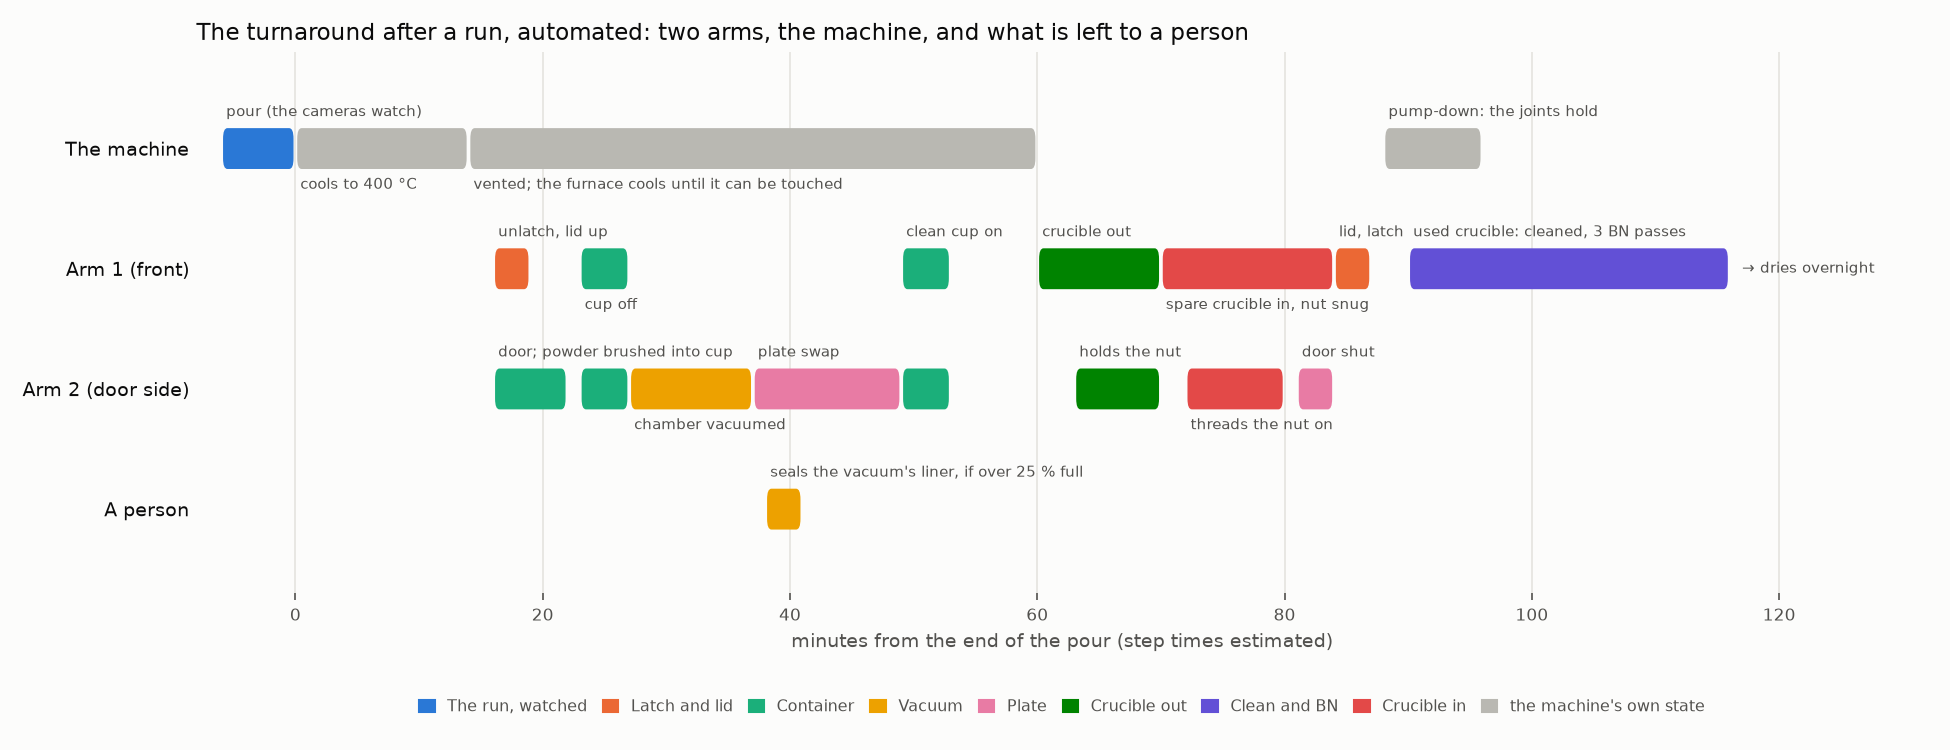 The turnaround after a run, automated: two arms, the machine, and what is left to a person
pour (the cameras watch)
pump-down: the joints hold
The machine
cools to 400 °C
vented; the furnace cools until it can be touched
unlatch, lid up
clean cup on
crucible out
lid, latch
used crucible: cleaned, 3 BN passes
Arm 1 (front)
→ dries overnight
cup off
spare crucible in, nut snug
door; powder brushed into cup
plate swap
holds the nut
door shut
Arm 2 (door side)
chamber vacuumed
threads the nut on
seals the vacuum's liner, if over 25 % full
A person
0
20
40
60
80
100
120
minutes from the end of the pour (step times estimated)
The run, watched
Latch and lid
Container
Vacuum
Plate
Crucible out
Clean and BN
Crucible in
the machine's own state